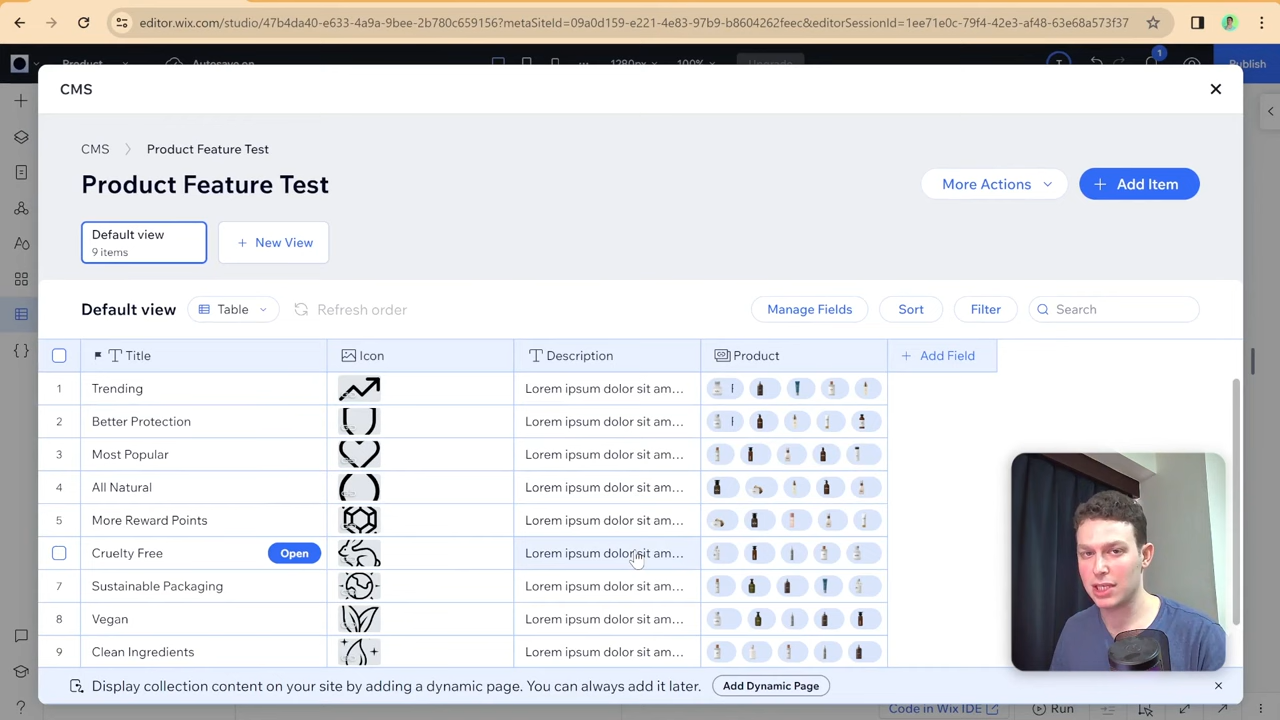 editor.wix.com/studio/47b4da40-e633-4a9a-9bee-2b780c659156?metaSiteId=09a0d159-e221-4e83-97b9-b8604262feec&editorSessionId=1ee71e0c-79f4-42e3-af48-63e68a573f37
Product Autosave on 1280px 100% Upgrade 1 Publish
CMS
CMS Product Feature Test
Product Feature Test
More Actions
+ Add Item
Default view
9 items
+ New View
Default view Table Refresh order Manage Fields Sort Filter Search
Title Icon Description Product + Add Field
1 Trending Lorem ipsum dolor sit am...
2 Better Protection Lorem ipsum dolor sit am...
3 Most Popular Lorem ipsum dolor sit am...
4 All Natural Lorem ipsum dolor sit am...
5 More Reward Points Lorem ipsum dolor sit am...
Cruelty Free Open Lorem ipsum dolor sit am...
7 Sustainable Packaging Lorem ipsum dolor sit am...
8 Vegan Lorem ipsum dolor sit am...
9 Clean Ingredients Lorem ipsum dolor sit am...
Display collection content on your site by adding a dynamic page. You can always add it later. Add Dynamic Page
Code in Wix IDE Run